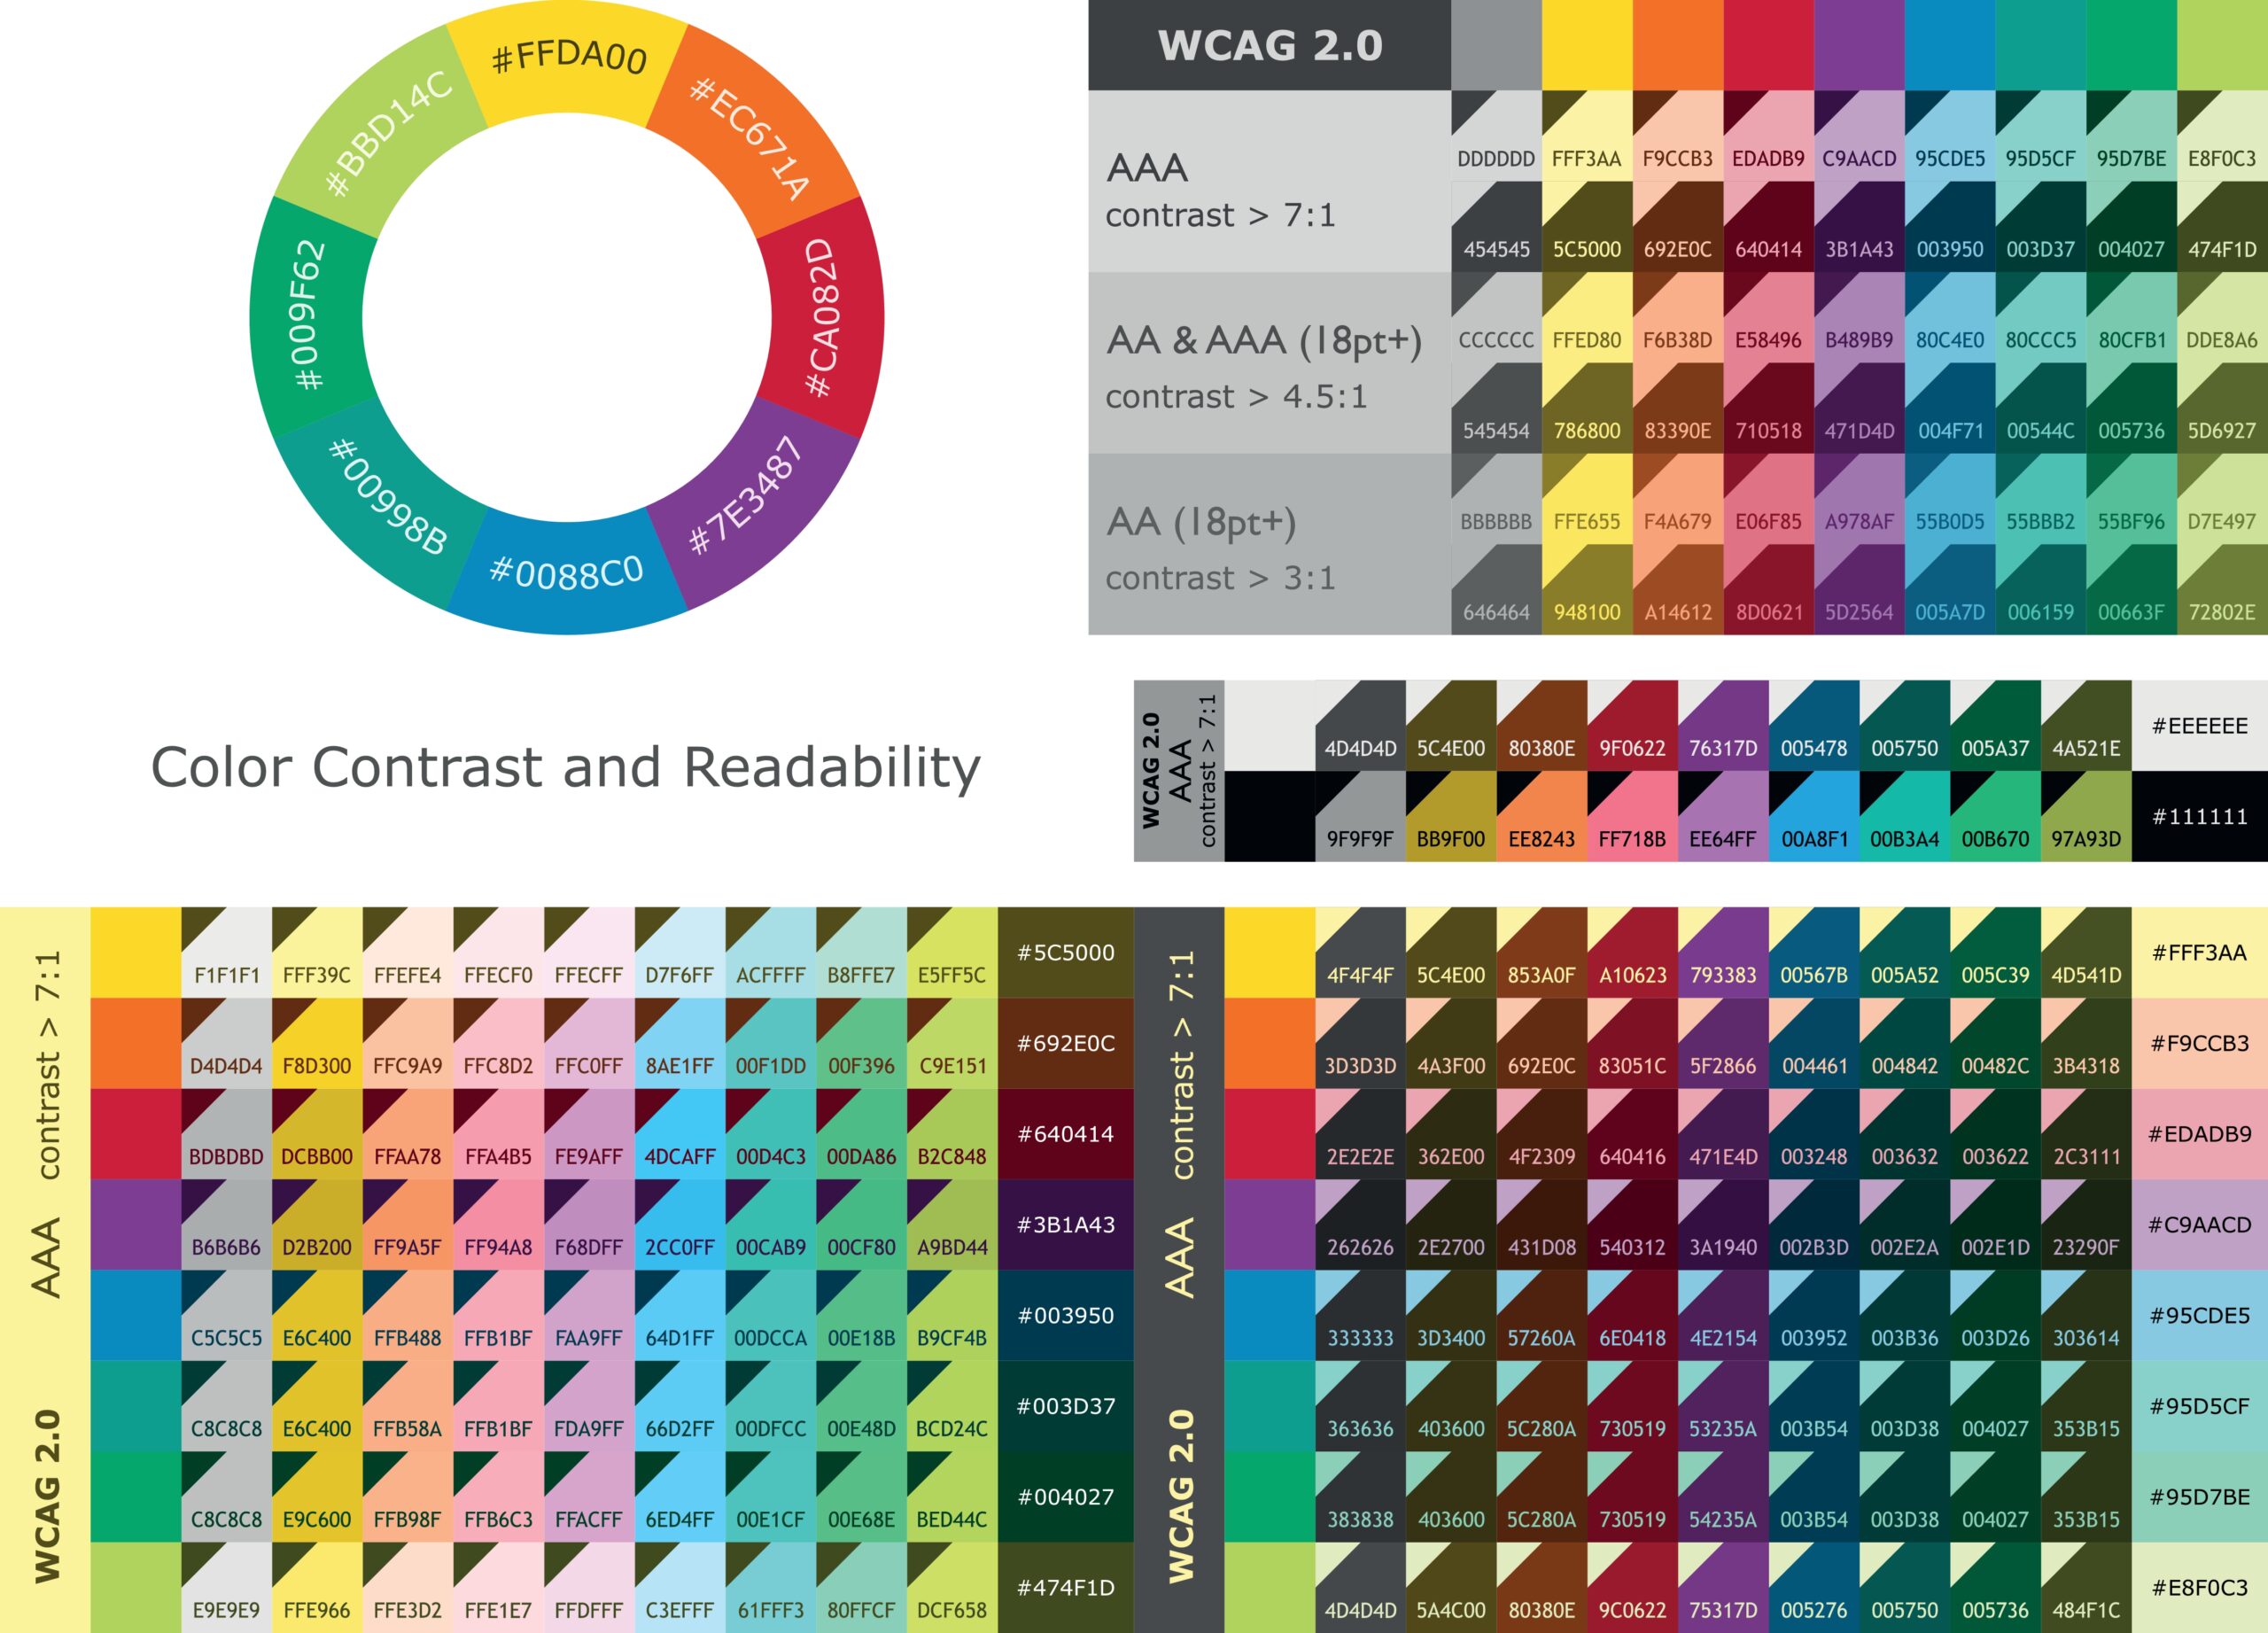 #FFDA00
#EC671A
#CA082D
#7E3487
#0088C0
#00998B
#009F62
#BBD14C
WCAG 2.0
AAA
contrast > 7:1
DDDDDD FFF3AA F9CCB3 EDADB9 C9AACD 95CDE5 95D5CF 95D7BE E8F0C3
454545 5C5000 692E0C 640414 3B1A43 003950 003D37 004027 474F1D
AA & AAA (18pt+)
contrast > 4.5:1
CCCCCC FFED80 F6B38D E58496 B489B9 80C4E0 80CCC5 80CFB1 DDE8A6
545454 786800 83390E 710518 471D4D 004F71 00544C 005736 5D6927
AA (18pt+)
contrast > 3:1
BBBBBB FFE655 F4A679 E06F85 A978AF 55B0D5 55BBB2 55BF96 D7E497
646464 948100 A14612 8D0621 5D2564 005A7D 006159 00663F 72802E
Color Contrast and Readability
WCAG 2.0
AAA
contrast > 7:1
4D4D4D 5C4E00 80380E 9F0622 76317D 005478 005750 005A37 4A521E #EEEEEE
9F9F9F BB9F00 EE8243 FF718B EE64FF 00A8F1 00B3A4 00B670 97A93D #111111
WCAG 2.0 AAA contrast > 7:1
F1F1F1 FFF39C FFEFE4 FFECF0 FFECFF D7F6FF ACFFFF B8FFE7 E5FF5C #5C5000
D4D4D4 F8D300 FFC9A9 FFC8D2 FFC0FF 8AE1FF 00F1DD 00F396 C9E151 #692E0C
BDBDBD DCBB00 FFAA78 FFA4B5 FE9AFF 4DCAFF 00D4C3 00DA86 B2C848 #640414
B6B6B6 D2B200 FF9A5F FF94A8 F68DFF 2CC0FF 00CAB9 00CF80 A9BD44 #3B1A43
C5C5C5 E6C400 FFB488 FFB1BF FAA9FF 64D1FF 00DCCA 00E18B B9CF4B #003950
C8C8C8 E6C400 FFB58A FFB1BF FDA9FF 66D2FF 00DFCC 00E48D BCD24C #003D37
C8C8C8 E9C600 FFB98F FFB6C3 FFACFF 6ED4FF 00E1CF 00E68E BED44C #004027
E9E9E9 FFE966 FFE3D2 FFE1E7 FFDFFF C3EFFF 61FFF3 80FFCF DCF658 #474F1D
WCAG 2.0 AAA contrast > 7:1
4F4F4F 5C4E00 853A0F A10623 793383 00567B 005A52 005C39 4D541D #FFF3AA
3D3D3D 4A3F00 692E0C 83051C 5F2866 004461 004842 00482C 3B4318 #F9CCB3
2E2E2E 362E00 4F2309 640416 471E4D 003248 003632 003622 2C3111 #EDADB9
262626 2E2700 431D08 540312 3A1940 002B3D 002E2A 002E1D 23290F #C9AACD
333333 3D3400 57260A 6E0418 4E2154 003952 003B36 003D26 303614 #95CDE5
363636 403600 5C280A 730519 53235A 003B54 003D38 004027 353B15 #95D5CF
383838 403600 5C280A 730519 54235A 003B54 003D38 004027 353B15 #95D7BE
4D4D4D 5A4C00 80380E 9C0622 75317D 005276 005750 005736 484F1C #E8F0C3